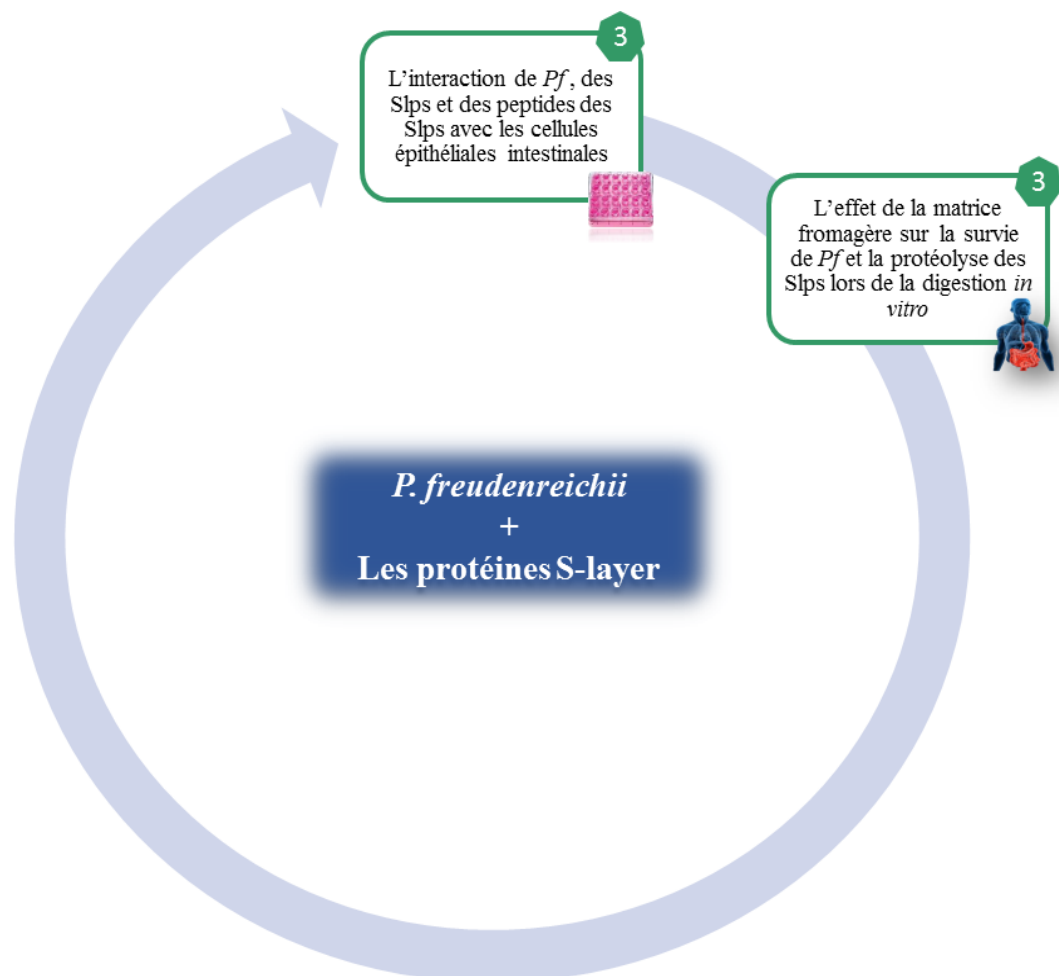 3
L'interaction de Pf , des
Slps et des peptides des
Slps avec les cellules
épithéliales intestinales
3
L'effet de la matrice
fromagère sur la survie
de Pf et la protéolyse des
Slps lors de la digestion in
vitro
P. freudenreichii
+
Les protéines S-layer